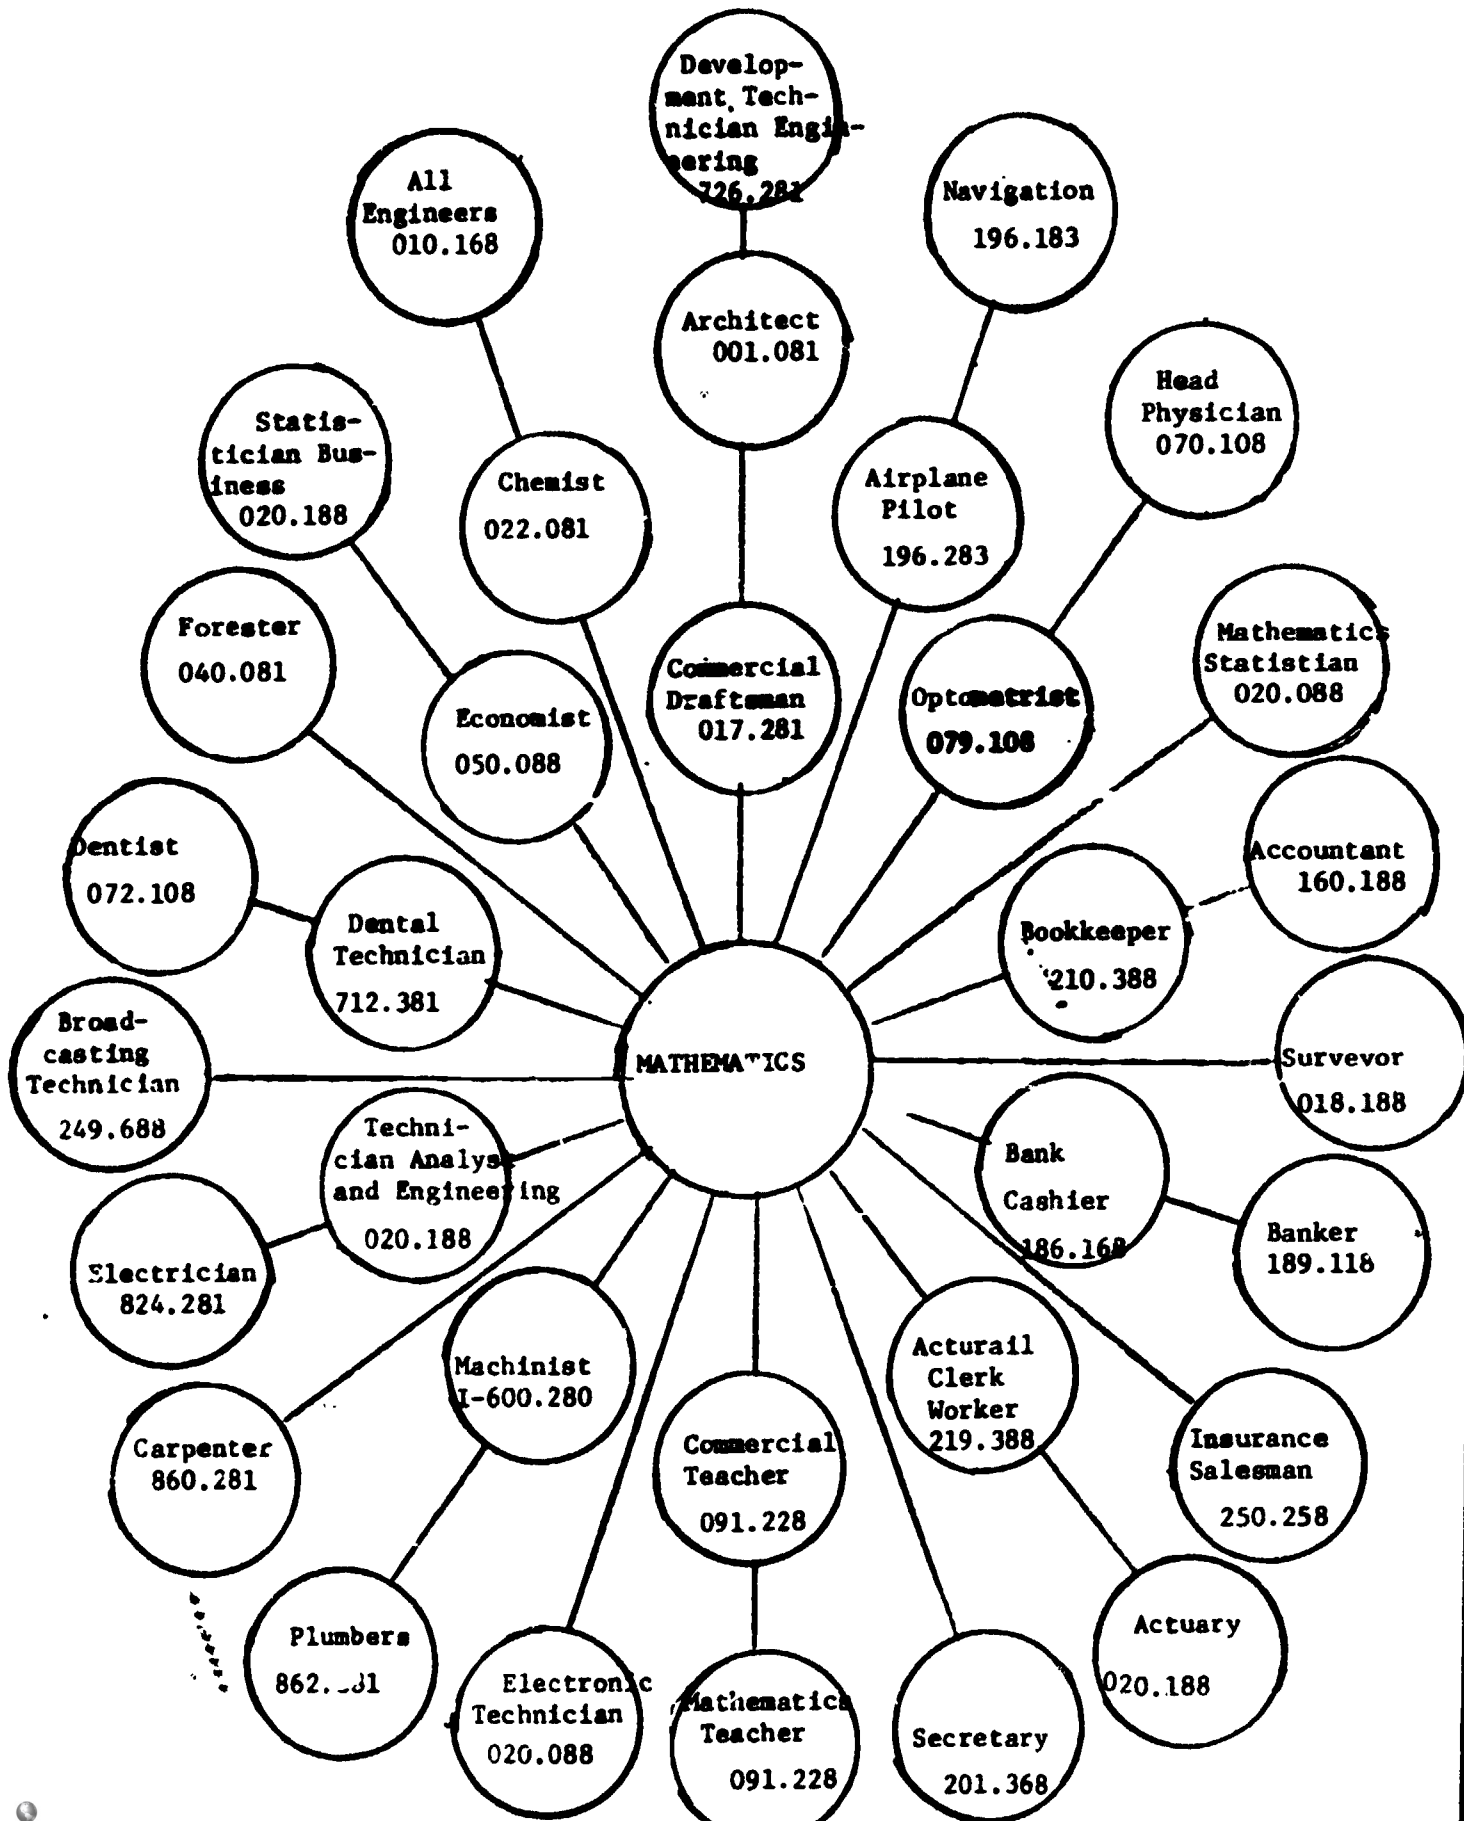 Develop-
ment, Tech-
nician Engin-
eering
726.281
All
Engineers
010.168
Navigation
196.183
Architect
001.081
Head
Physician
070.108
Statis-
tician Bus-
iness
020.188
Chemist
022.081
Airplane
Pilot
196.283
Forester
040.081
Economist
050.088
Commercial
Draftsman
017.281
Optometrist
079.108
Mathematics
Statistian
020.088
Dentist
072.108
Dental
Technician
712.381
Bookkeeper
210.388
Accountant
160.188
Broad-
casting
Technician
249.688
MATHEMATICS
Surveyor
018.188
Techni-
cian Analyst
and Engineering
020.188
Bank
Cashier
186.168
Electrician
824.281
Banker
189.118
Machinist
I-600.280
Acturail
Clerk
Worker
219.388
Carpenter
860.281
Commercial
Teacher
091.228
Insurance
Salesman
250.258
Plumbers
Electronic
Technician
020.088
Mathematics
Teacher
091.228
Secretary
201.368
Actuary
020.188